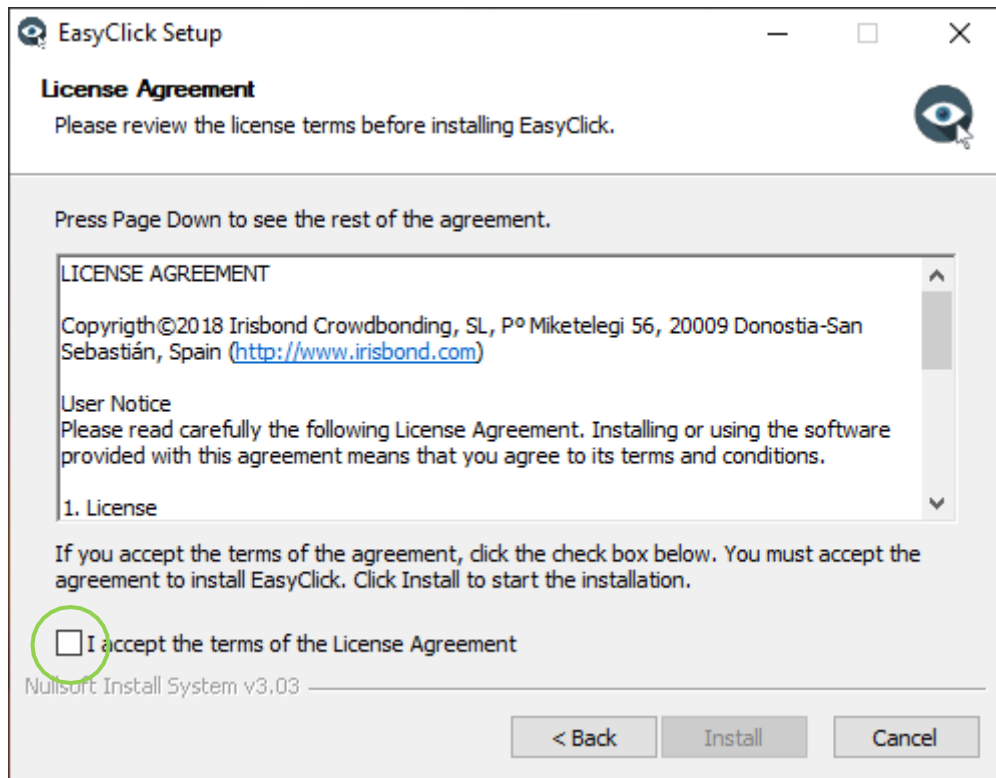 EasyClick Setup
License Agreement
Please review the license terms before installing EasyClick.
Press Page Down to see the rest of the agreement.
LICENSE AGREEMENT
Copyrigth©2018 Irisbond Crowdbonding, SL, Pº Miketelegi 56, 20009 Donostia-San
Sebastián, Spain (http://www.irisbond.com)
User Notice
Please read carefully the following License Agreement. Installing or using the software
provided with this agreement means that you agree to its terms and conditions.
1. License
If you accept the terms of the agreement, click the check box below. You must accept the
agreement to install EasyClick. Click Install to start the installation.
I accept the terms of the License Agreement
Nullsoft Install System v3.03
< Back
Install
Cancel